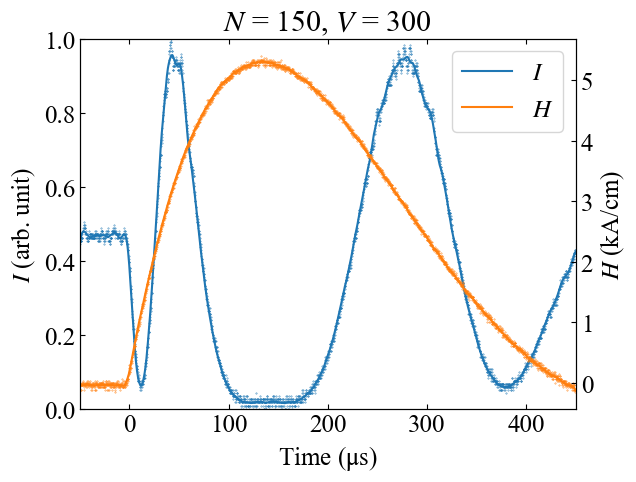 N = 150, V = 300
1.0
0.8
0.6
0.4
0.2
0.0
I (arb. unit)
I
H
5
4
3
2
1
0
H (kA/cm)
0 100 200 300 400
Time (μs)